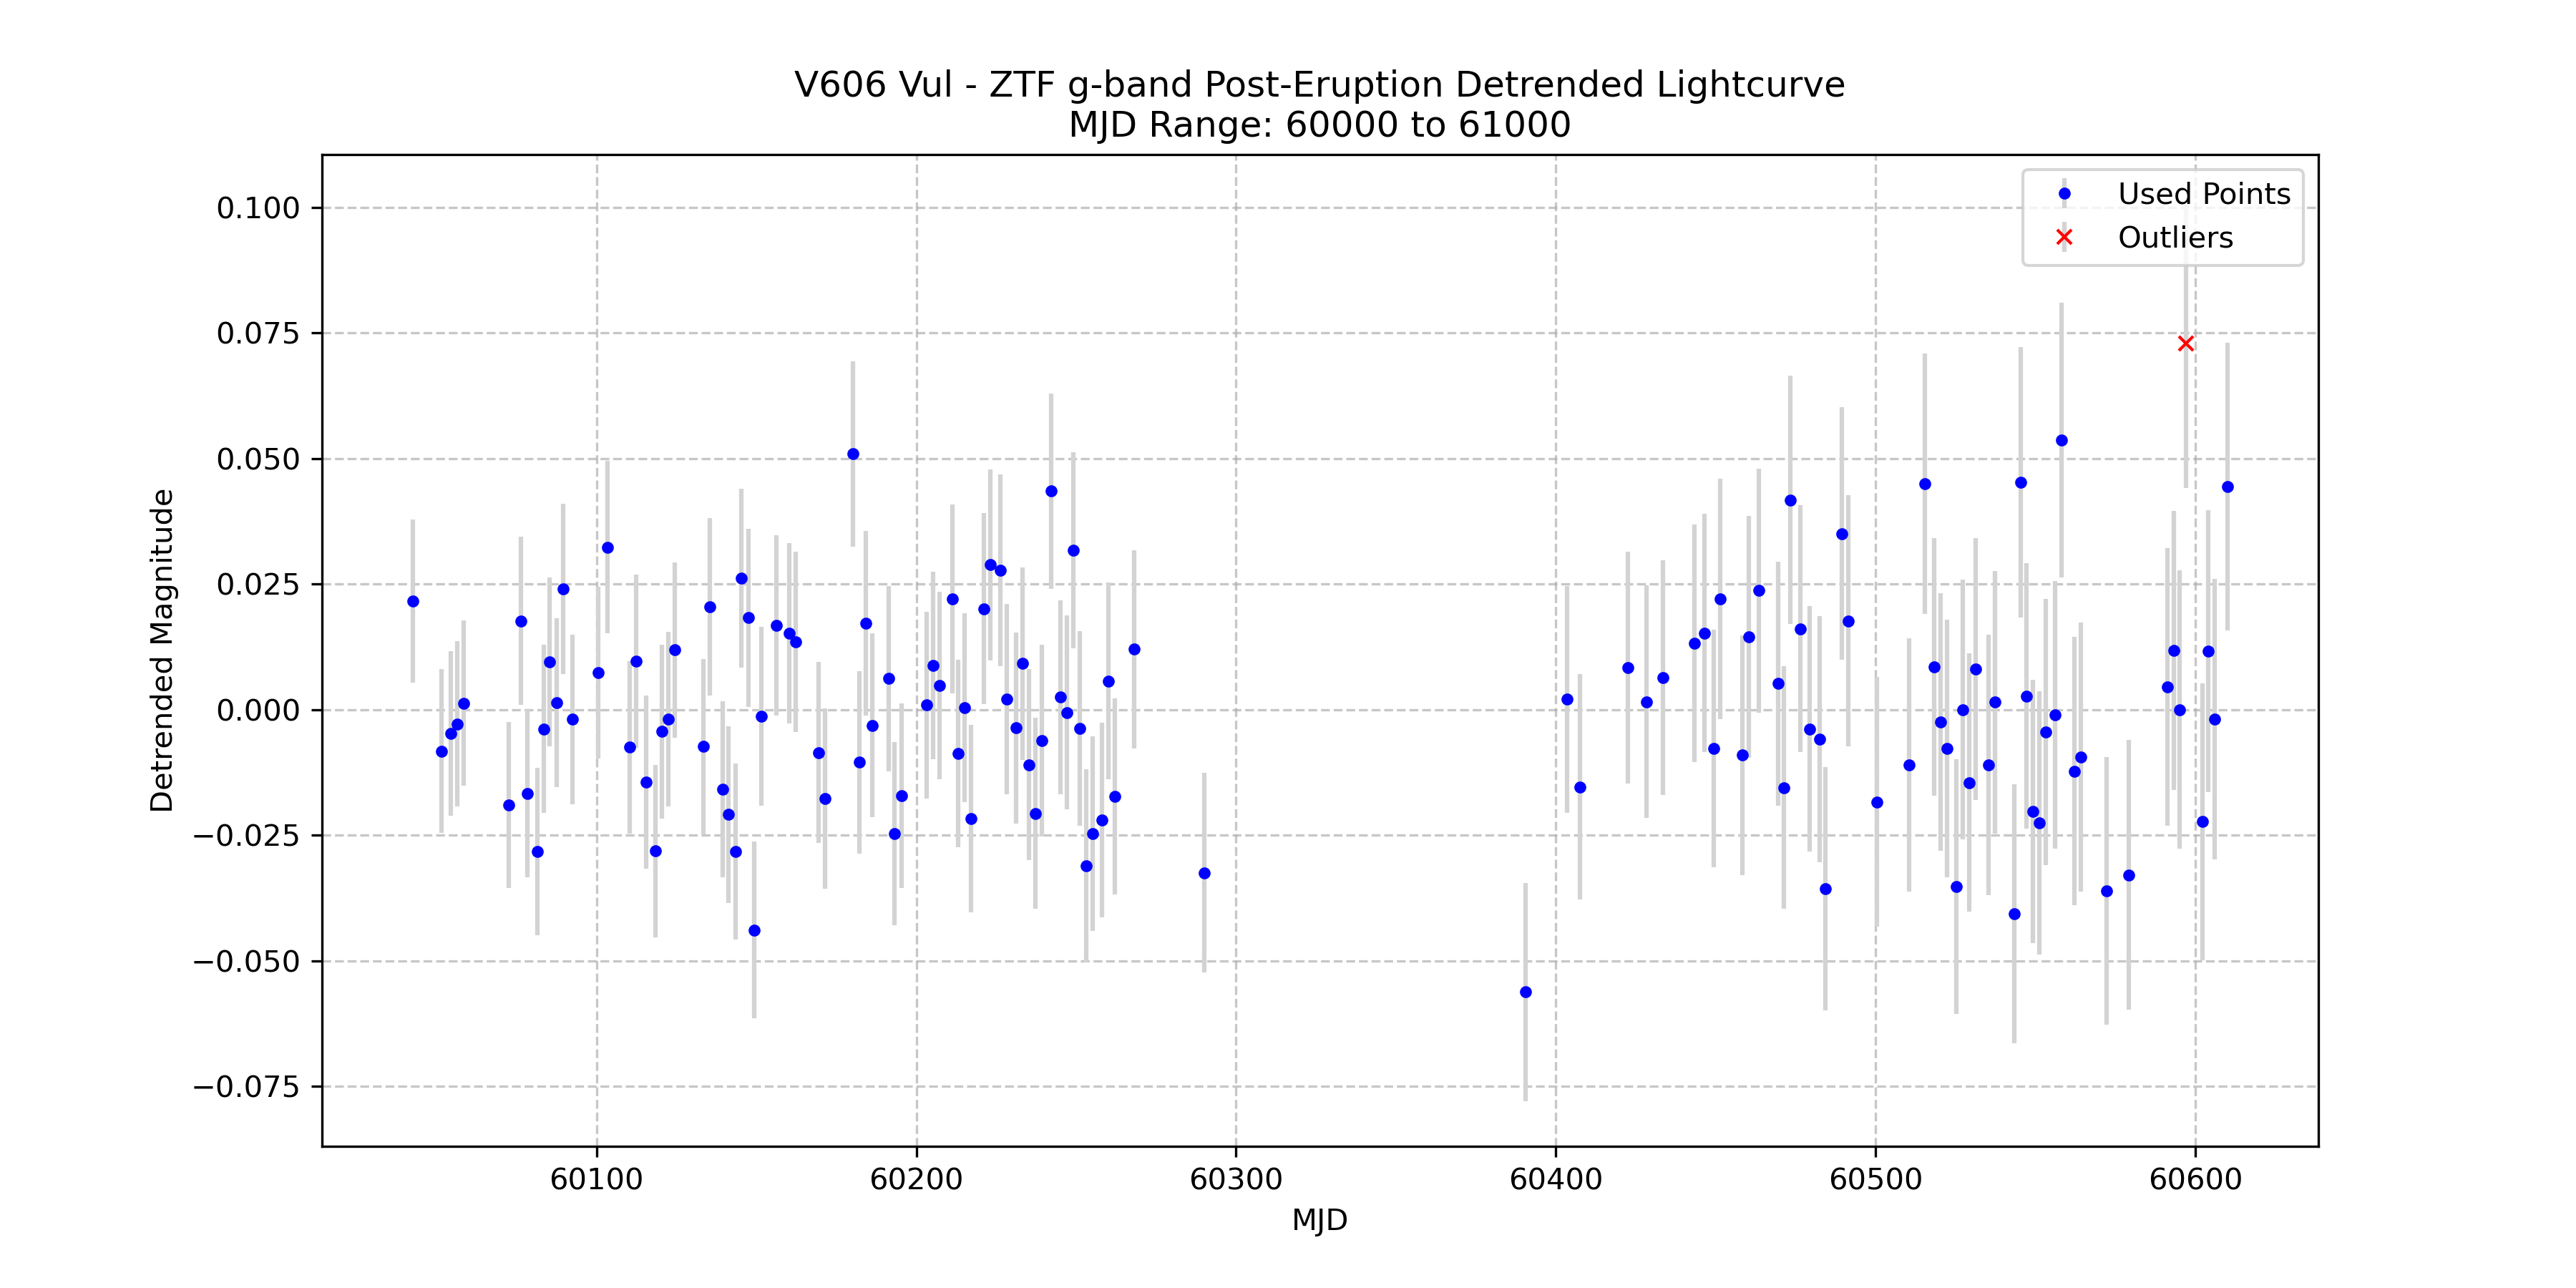 V606 Vul - ZTF g-band Post-Eruption Detrended Lightcurve
MJD Range: 60000 to 61000
Used Points
Outliers
Detrended Magnitude
0.100
0.075
0.050
0.025
0.000
−0.025
−0.050
−0.075
60100 60200 60300 60400 60500 60600
MJD